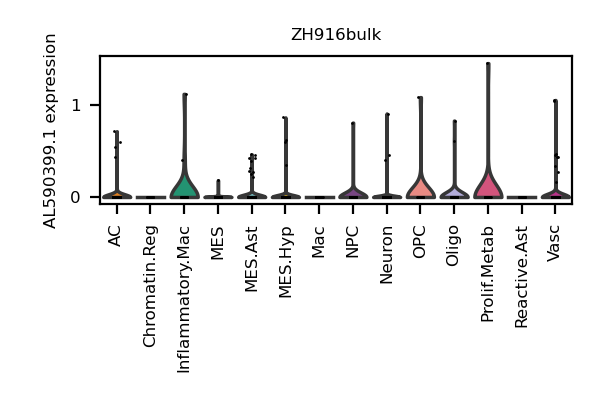 ZH916bulk
AL590399.1 expression
1
0
AC
Chromatin.Reg
Inflammatory.Mac
MES
MES.Ast
MES.Hyp
Mac
NPC
Neuron
OPC
Oligo
Prolif.Metab
Reactive.Ast
Vasc